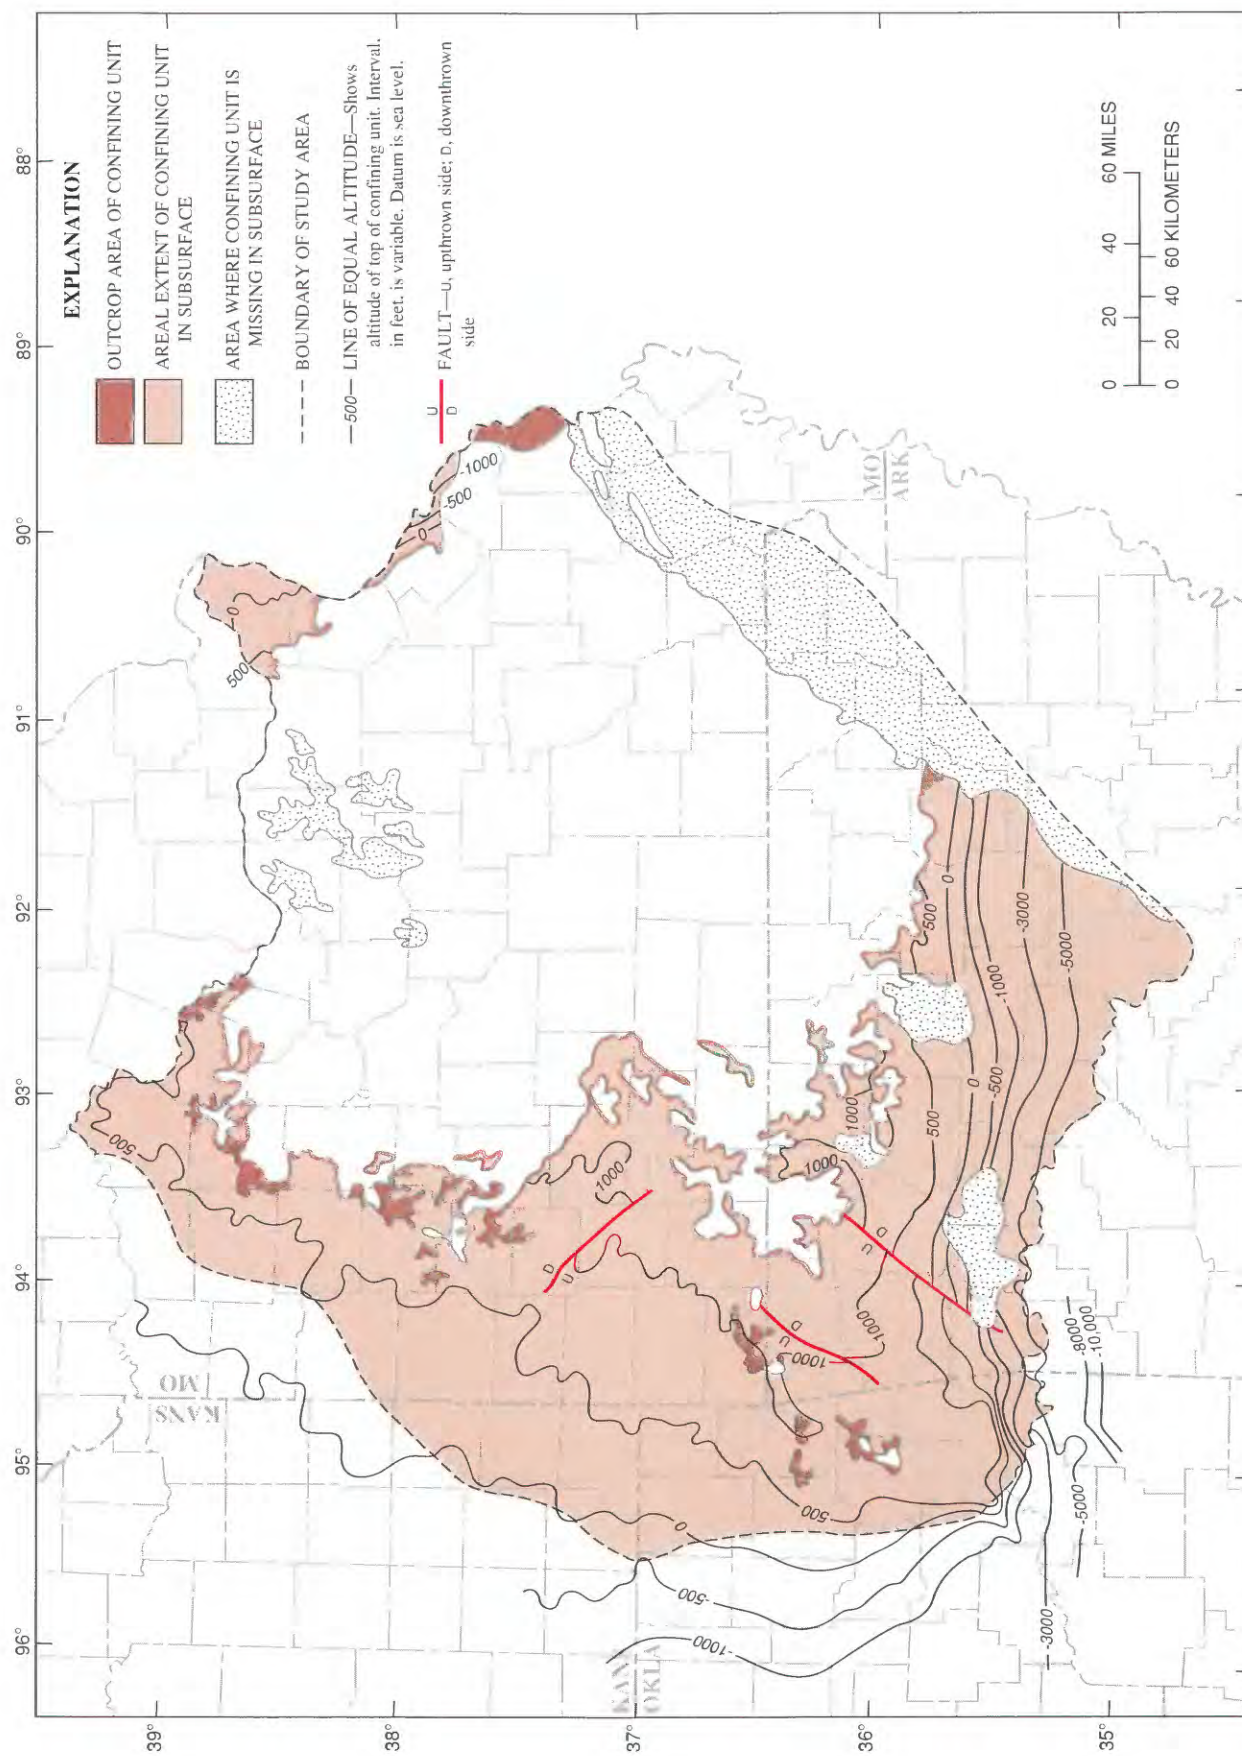 EXPLANATION
OUTCROP AREA OF CONFINING UNIT
AREAL EXTENT OF CONFINING UNIT
IN SUBSURFACE
AREA WHERE CONFINING UNIT IS
MISSING IN SUBSURFACE
BOUNDARY OF STUDY AREA
—500— LINE OF EQUAL ALTITUDE—Shows
altitude of top of confining unit. Interval,
in feet, is variable. Datum is sea level.
U
D
FAULT—U, upthrown side; D, downthrown
side
0 20 40 60 MILES
0 20 40 60 KILOMETERS
96°
95°
94°
93°
92°
91°
90°
89°
88°
39°
38°
37°
36°
35°
KANS
MO
KANS
OKLA
MO
ARK
500
0
0
-500
-1000
500
1000
D
U
1000
1000
U
D
1000
1000
U
D
1000
500
500
0
-500
-1000
0
-500
-3000
-5000
500
0
-500
-1000
-3000
-5000
-8000
-10,000